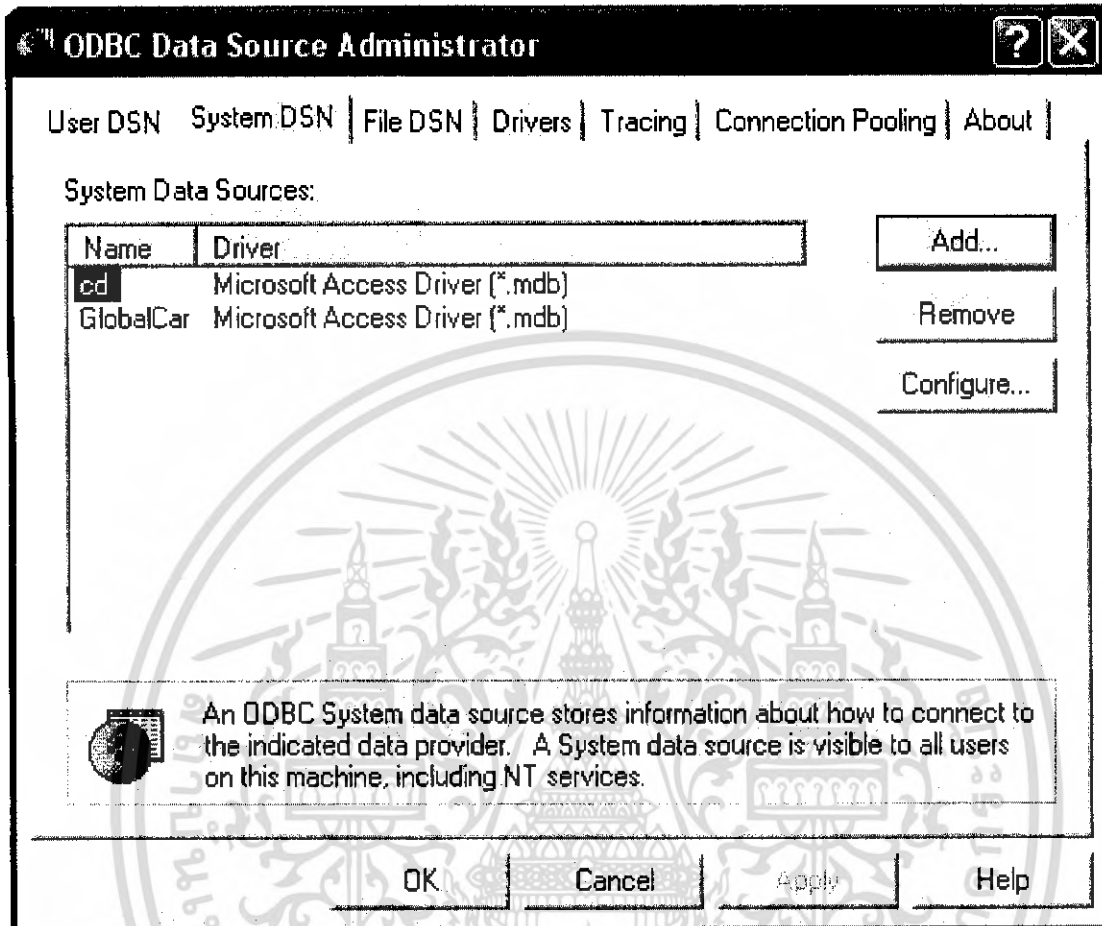 ODBC Data Source Administrator
User DSN System DSN File DSN Drivers Tracing Connection Pooling About
System Data Sources:
Name Driver
cd Microsoft Access Driver (*.mdb)
GlobalCar Microsoft Access Driver (*.mdb)
Add...
Remove
Configure...
An ODBC System data source stores information about how to connect to
the indicated data provider. A System data source is visible to all users
on this machine, including NT services.
OK Cancel Apply Help